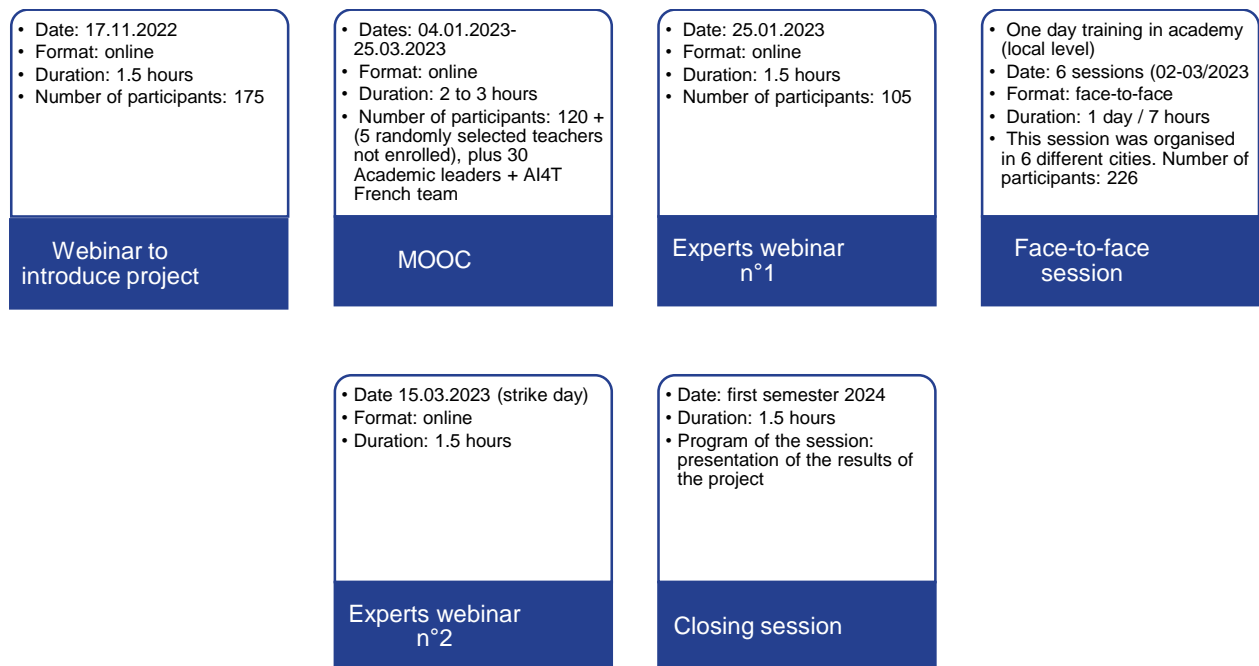 • Date: 17.11.2022
• Format: online
• Duration: 1.5 hours
• Number of participants: 175
Webinar to
introduce project
• Dates: 04.01.2023-
25.03.2023
• Format: online
• Duration: 2 to 3 hours
• Number of participants: 120 +
(5 randomly selected teachers
not enrolled), plus 30
Academic leaders + AI4T
French team
MOOC
• Date: 25.01.2023
• Format: online
• Duration: 1.5 hours
• Number of participants: 105
Experts webinar
n°1
• One day training in academy
(local level)
• Date: 6 sessions (02-03/2023
• Format: face-to-face
• Duration: 1 day / 7 hours
• This session was organised
in 6 different cities. Number of
participants: 226
Face-to-face
session
• Date 15.03.2023 (strike day)
• Format: online
• Duration: 1.5 hours
Experts webinar
n°2
• Date: first semester 2024
• Duration: 1.5 hours
• Program of the session:
presentation of the results of
the project
Closing session